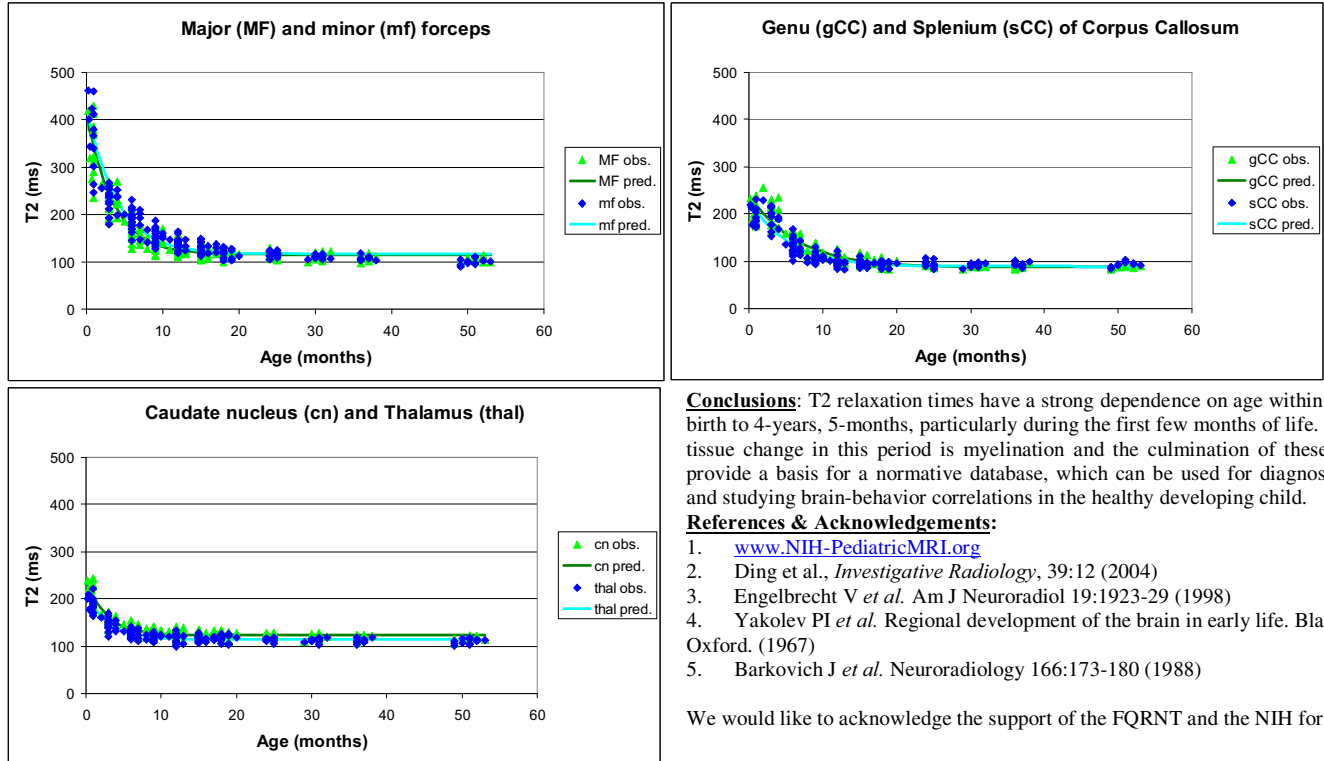 Major (MF) and minor (mf) forceps
500
400
300
200
100
0
T2 (ms)
0 10 20 30 40 50 60
Age (months)
MF obs.
MF pred.
mf obs.
mf pred.
Genu (gCC) and Splenium (sCC) of Corpus Callosum
500
400
300
200
100
0
T2 (ms)
0 10 20 30 40 50 60
Age (months)
gCC obs.
gCC pred.
sCC obs.
sCC pred.
Caudate nucleus (cn) and Thalamus (thal)
500
400
300
200
100
0
T2 (ms)
0 10 20 30 40 50 60
Age (months)
cn obs.
cn pred.
thal obs.
thal pred.
Conclusions: T2 relaxation times have a strong dependence on age within
birth to 4-years, 5-months, particularly during the first few months of life.
tissue change in this period is myelination and the culmination of these
provide a basis for a normative database, which can be used for diagnos
and studying brain-behavior correlations in the healthy developing child.
References & Acknowledgements:
1. www.NIH-PediatricMRI.org
2. Ding et al., Investigative Radiology, 39:12 (2004)
3. Engelbrecht V et al. Am J Neuroradiol 19:1923-29 (1998)
4. Yakolev PI et al. Regional development of the brain in early life. Bla
Oxford. (1967)
5. Barkovich J et al. Neuroradiology 166:173-180 (1988)
We would like to acknowledge the support of the FQRNT and the NIH for